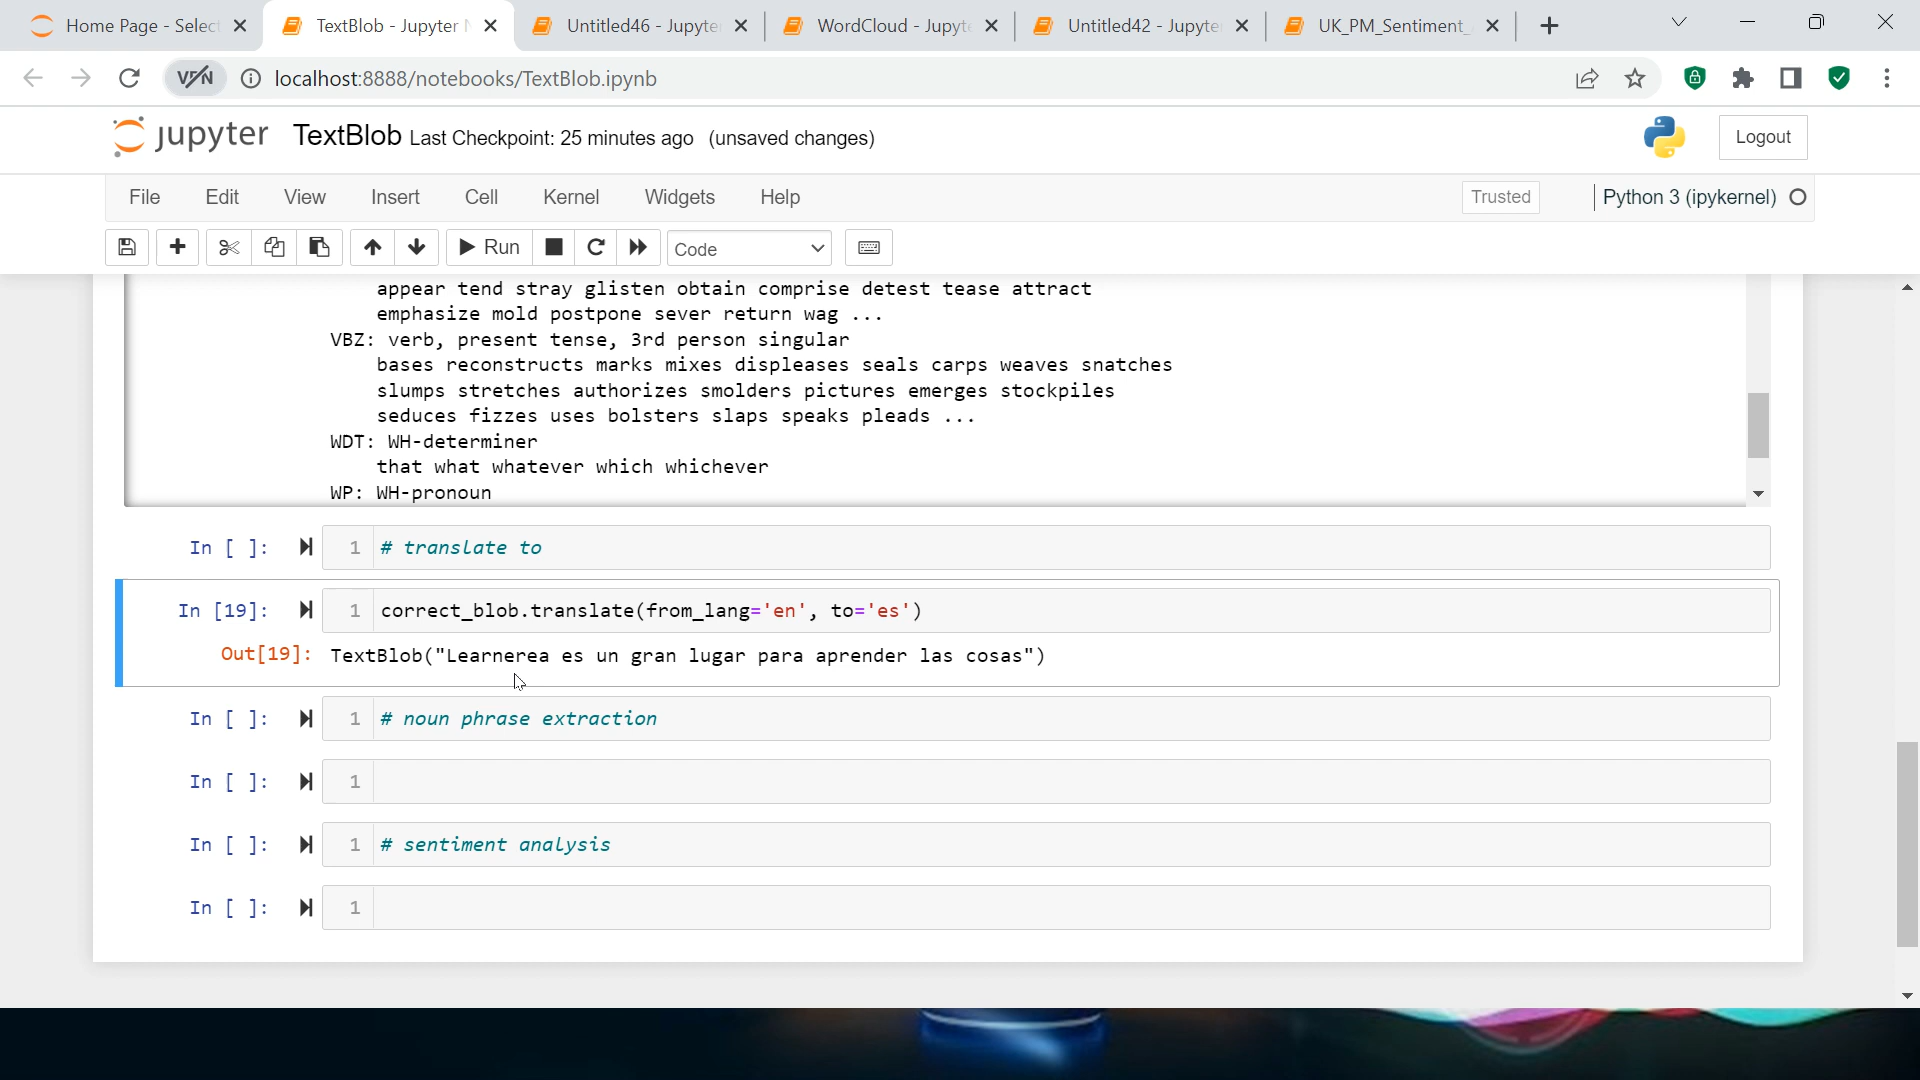 Home Page - Selec
TextBlob - Jupyter N
Untitled46 - Jupyte
WordCloud - Jupyt
Untitled42 - Jupyte
UK_PM_Sentiment_
VPN
localhost:8888/notebooks/TextBlob.ipynb
jupyter TextBlob Last Checkpoint: 25 minutes ago (unsaved changes)
Logout
File Edit View Insert Cell Kernel Widgets Help
Trusted
Python 3 (ipykernel)
Run
Code
appear tend stray glisten obtain comprise detest tease attract
emphasize mold postpone sever return wag ...
VBZ: verb, present tense, 3rd person singular
bases reconstructs marks mixes displeases seals carps weaves snatches
slumps stretches authorizes smolders pictures emerges stockpiles
seduces fizzes uses bolsters slaps speaks pleads ...
WDT: WH-determiner
that what whatever which whichever
WP: WH-pronoun
In [ ]: 1 # translate to
In [19]: 1 correct_blob.translate(from_lang='en', to='es')
Out[19]: TextBlob("Learnerea es un gran lugar para aprender las cosas")
In [ ]: 1 # noun phrase extraction
In [ ]: 1
In [ ]: 1 # sentiment analysis
In [ ]: 1